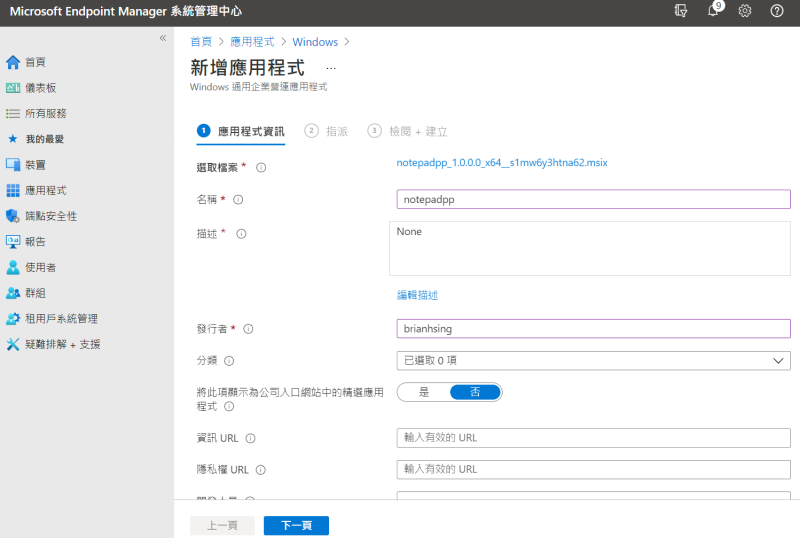 Microsoft Endpoint Manager 系統管理中心
9
«
首頁
儀表板
所有服務
我的最愛
裝置
應用程式
端點安全性
報告
使用者
群組
租用戶系統管理
疑難排解 + 支援
首頁 > 應用程式 > Windows >
新增應用程式 ...
Windows 通用企業營運應用程式
1 應用程式資訊 2 指派 3 檢閱 + 建立
選取檔案 * notepadpp_1.0.0.0_x64__s1mw6y3htna62.msix
名稱 * notepadpp
描述 * None
編輯描述
發行者 * brianhsing
分類 已選取 0 項
將此項顯示為公司入口網站中的精選應用
程式 是 否
資訊 URL 輸入有效的 URL
隱私權 URL 輸入有效的 URL
開發人員
上一頁 下一頁